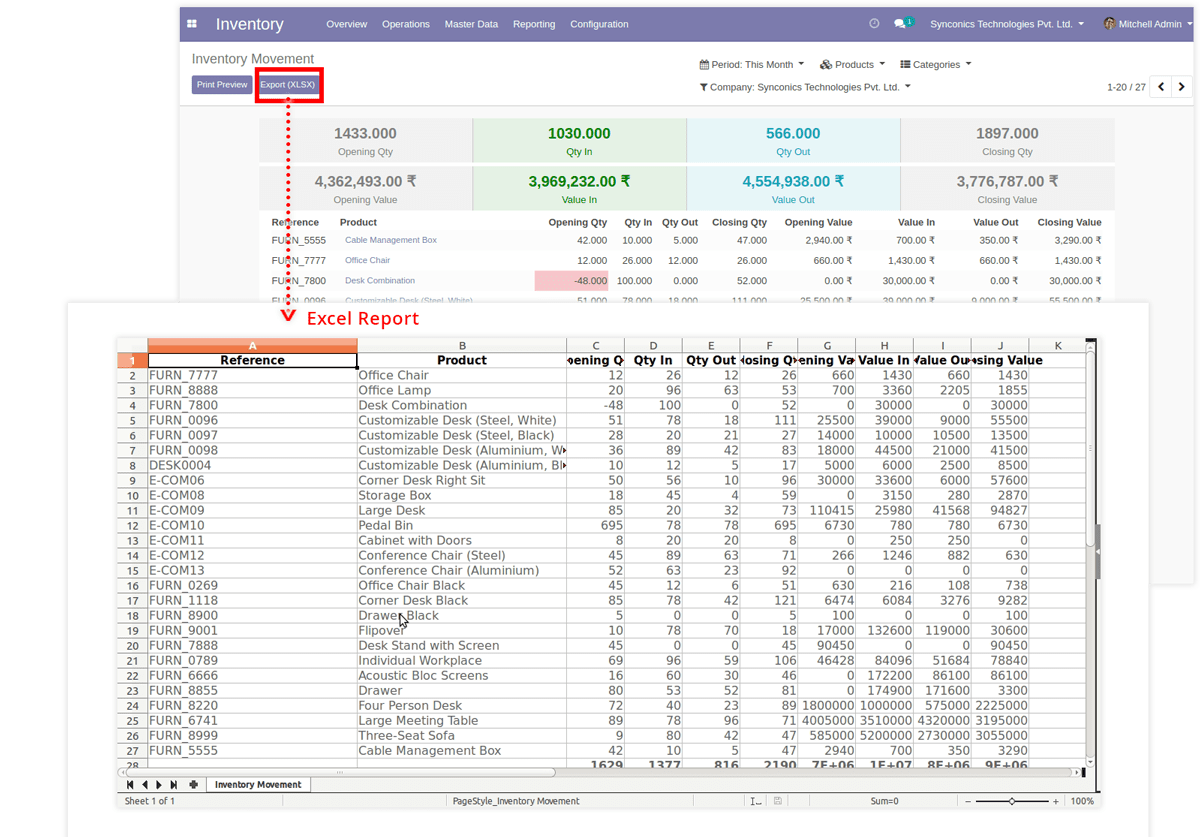 Inventory Overview Operations Master Data Reporting Configuration 1 Synconics Technologies Pvt. Ltd. Mitchell Admin
Inventory Movement
Period: This Month Products Categories
Print Preview Export (XLSX)
Company: Synconics Technologies Pvt. Ltd. 1-20 / 27
1433.000 1030.000 566.000 1897.000
Opening Qty Qty In Qty Out Closing Qty
4,362,493.00 ₹ 3,969,232.00 ₹ 4,554,938.00 ₹ 3,776,787.00 ₹
Opening Value Value In Value Out Closing Value
Reference Product Opening Qty Qty In Qty Out Closing Qty Opening Value Value In Value Out Closing Value
FURN_5555 Cable Management Box 42.000 10.000 5.000 47.000 2,940.00 ₹ 700.00 ₹ 350.00 ₹ 3,290.00 ₹
FURN_7777 Office Chair 12.000 26.000 12.000 26.000 660.00 ₹ 1,430.00 ₹ 660.00 ₹ 1,430.00 ₹
FURN_7800 Desk Combination -48.000 100.000 0.000 52.000 0.00 ₹ 30,000.00 ₹ 0.00 ₹ 30,000.00 ₹
FURN_0096 Customizable Desk (Steel, White) 51.000 78.000 18.000 111.000 25,500.00 ₹ 39,000.00 ₹ 9,000.00 ₹ 55,500.00 ₹
Excel Report
A B C D E F G H I J K
1 Reference Product pening Q Qty In Qty Out losing Q ening Va Value In Value Ou sing Value
2 FURN_7777 Office Chair 12 26 12 26 660 1430 660 1430
3 FURN_8888 Office Lamp 20 96 63 53 700 3360 2205 1855
4 FURN_7800 Desk Combination -48 100 0 52 0 30000 0 30000
5 FURN_0096 Customizable Desk (Steel, White) 51 78 18 111 25500 39000 9000 55500
6 FURN_0097 Customizable Desk (Steel, Black) 28 20 21 27 14000 10000 10500 13500
7 FURN_0098 Customizable Desk (Aluminium, W 36 89 42 83 18000 44500 21000 41500
8 DESK0004 Customizable Desk (Aluminium, Bl 10 12 5 17 5000 6000 2500 8500
9 E-COM06 Corner Desk Right Sit 50 56 10 96 30000 33600 6000 57600
10 E-COM08 Storage Box 18 45 4 59 0 3150 280 2870
11 E-COM09 Large Desk 85 20 32 73 110415 25980 41568 94827
12 E-COM10 Pedal Bin 695 78 78 695 6730 780 780 6730
13 E-COM11 Cabinet with Doors 8 20 20 8 0 250 250 0
14 E-COM12 Conference Chair (Steel) 45 89 63 71 266 1246 882 630
15 E-COM13 Conference Chair (Aluminium) 52 63 23 92 0 0 0 0
16 FURN_0269 Office Chair Black 45 12 6 51 630 216 108 738
17 FURN_1118 Corner Desk Black 85 78 42 121 6474 6084 3276 9282
18 FURN_8900 Drawer Black 5 0 0 5 100 0 0 100
19 FURN_9001 Flipover 10 78 70 18 17000 132600 119000 30600
20 FURN_7888 Desk Stand with Screen 45 0 0 45 90450 0 0 90450
21 FURN_0789 Individual Workplace 69 96 59 106 46428 84096 51684 78840
22 FURN_6666 Acoustic Bloc Screens 16 60 30 46 0 172200 86100 86100
23 FURN_8855 Drawer 80 53 52 81 0 174900 171600 3300
24 FURN_8220 Four Person Desk 72 40 23 89 1800000 1000000 575000 2225000
25 FURN_6741 Large Meeting Table 89 78 96 71 4005000 3510000 4320000 3195000
26 FURN_8999 Three-Seat Sofa 9 80 42 47 585000 5200000 2730000 3055000
27 FURN_5555 Cable Management Box 42 10 5 47 2940 700 350 3290
28 1629 1377 816 2190 7E+06 1E+07 8E+06 9E+06
Inventory Movement
Sheet 1 of 1 PageStyle_Inventory Movement Sum=0 100%